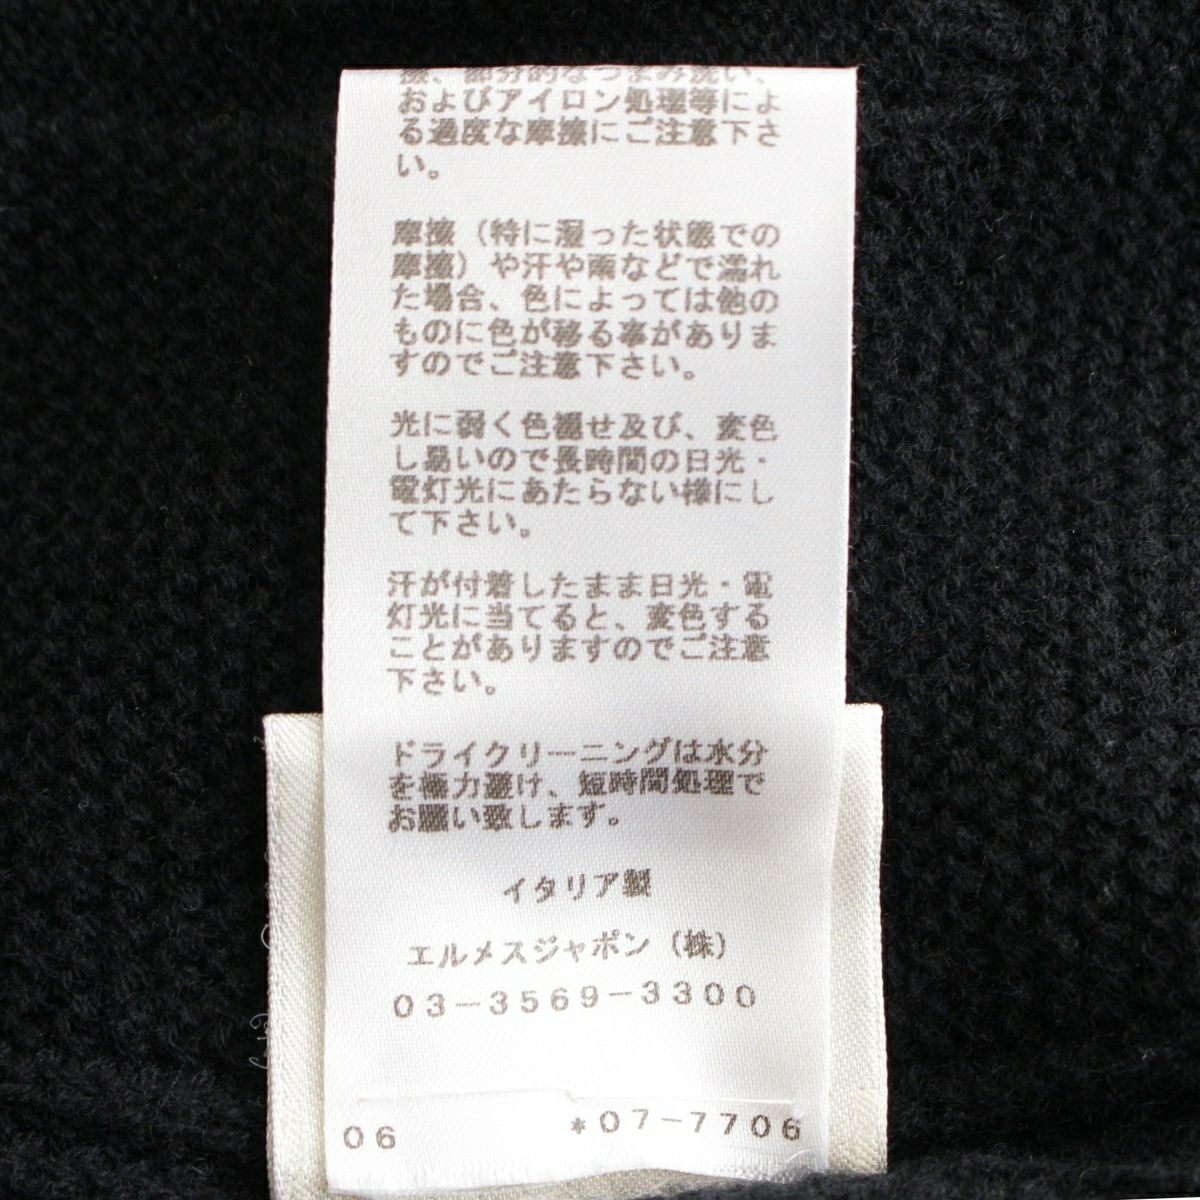 擦、部分的なつまみ洗い、
およびアイロン処理等によ
る過度な摩擦にご注意下さ
い。
摩擦（特に湿った状態での
摩擦）や汗や雨などで濡れ
た場合、色によっては他の
ものに色が移る事がありま
すのでご注意下さい。
光に弱く色褪せ及び、変色
し易いので長時間の日光・
電灯光にあたらない様にし
て下さい。
汗が付着したまま日光・電
灯光に当てると、変色する
ことがありますのでご注意
下さい。
ドライクリーニングは水分
を極力避け、短時間処理で
お願い致します。
イタリア製
エルメスジャポン（株）
03-3569-3300
06 *07-7706